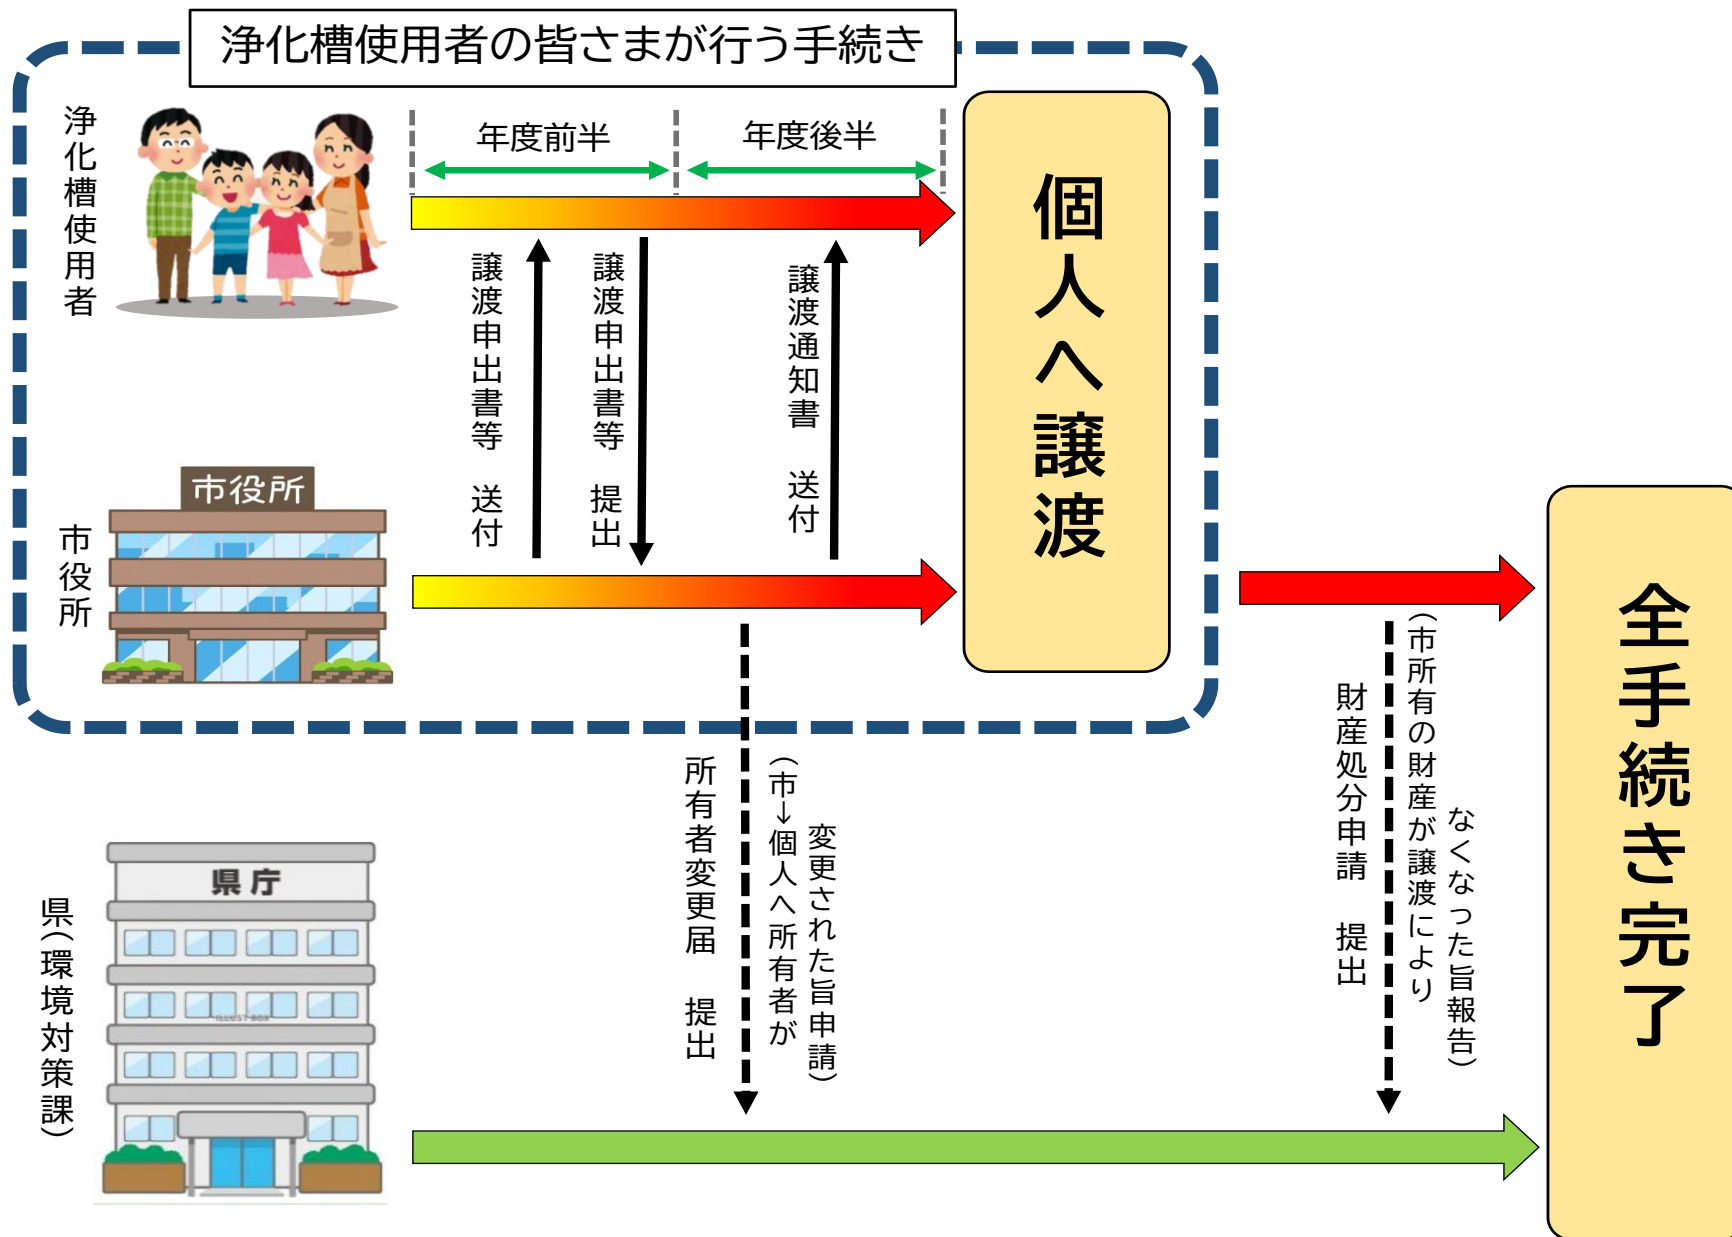 浄化槽使用者の皆さまが行う手続き
浄化槽使用者
年度前半
年度後半
譲渡申出書等 送付
譲渡申出書等 提出
譲渡通知書 送付
個人へ譲渡
市役所
市役所
所有者変更届 提出
(市→個人へ所有者が
変更された旨申請)
財産処分申請 提出
(市所有の財産が譲渡により
なくなった旨報告)
県(環境対策課)
県庁
ILLUST BOX
全手続き完了